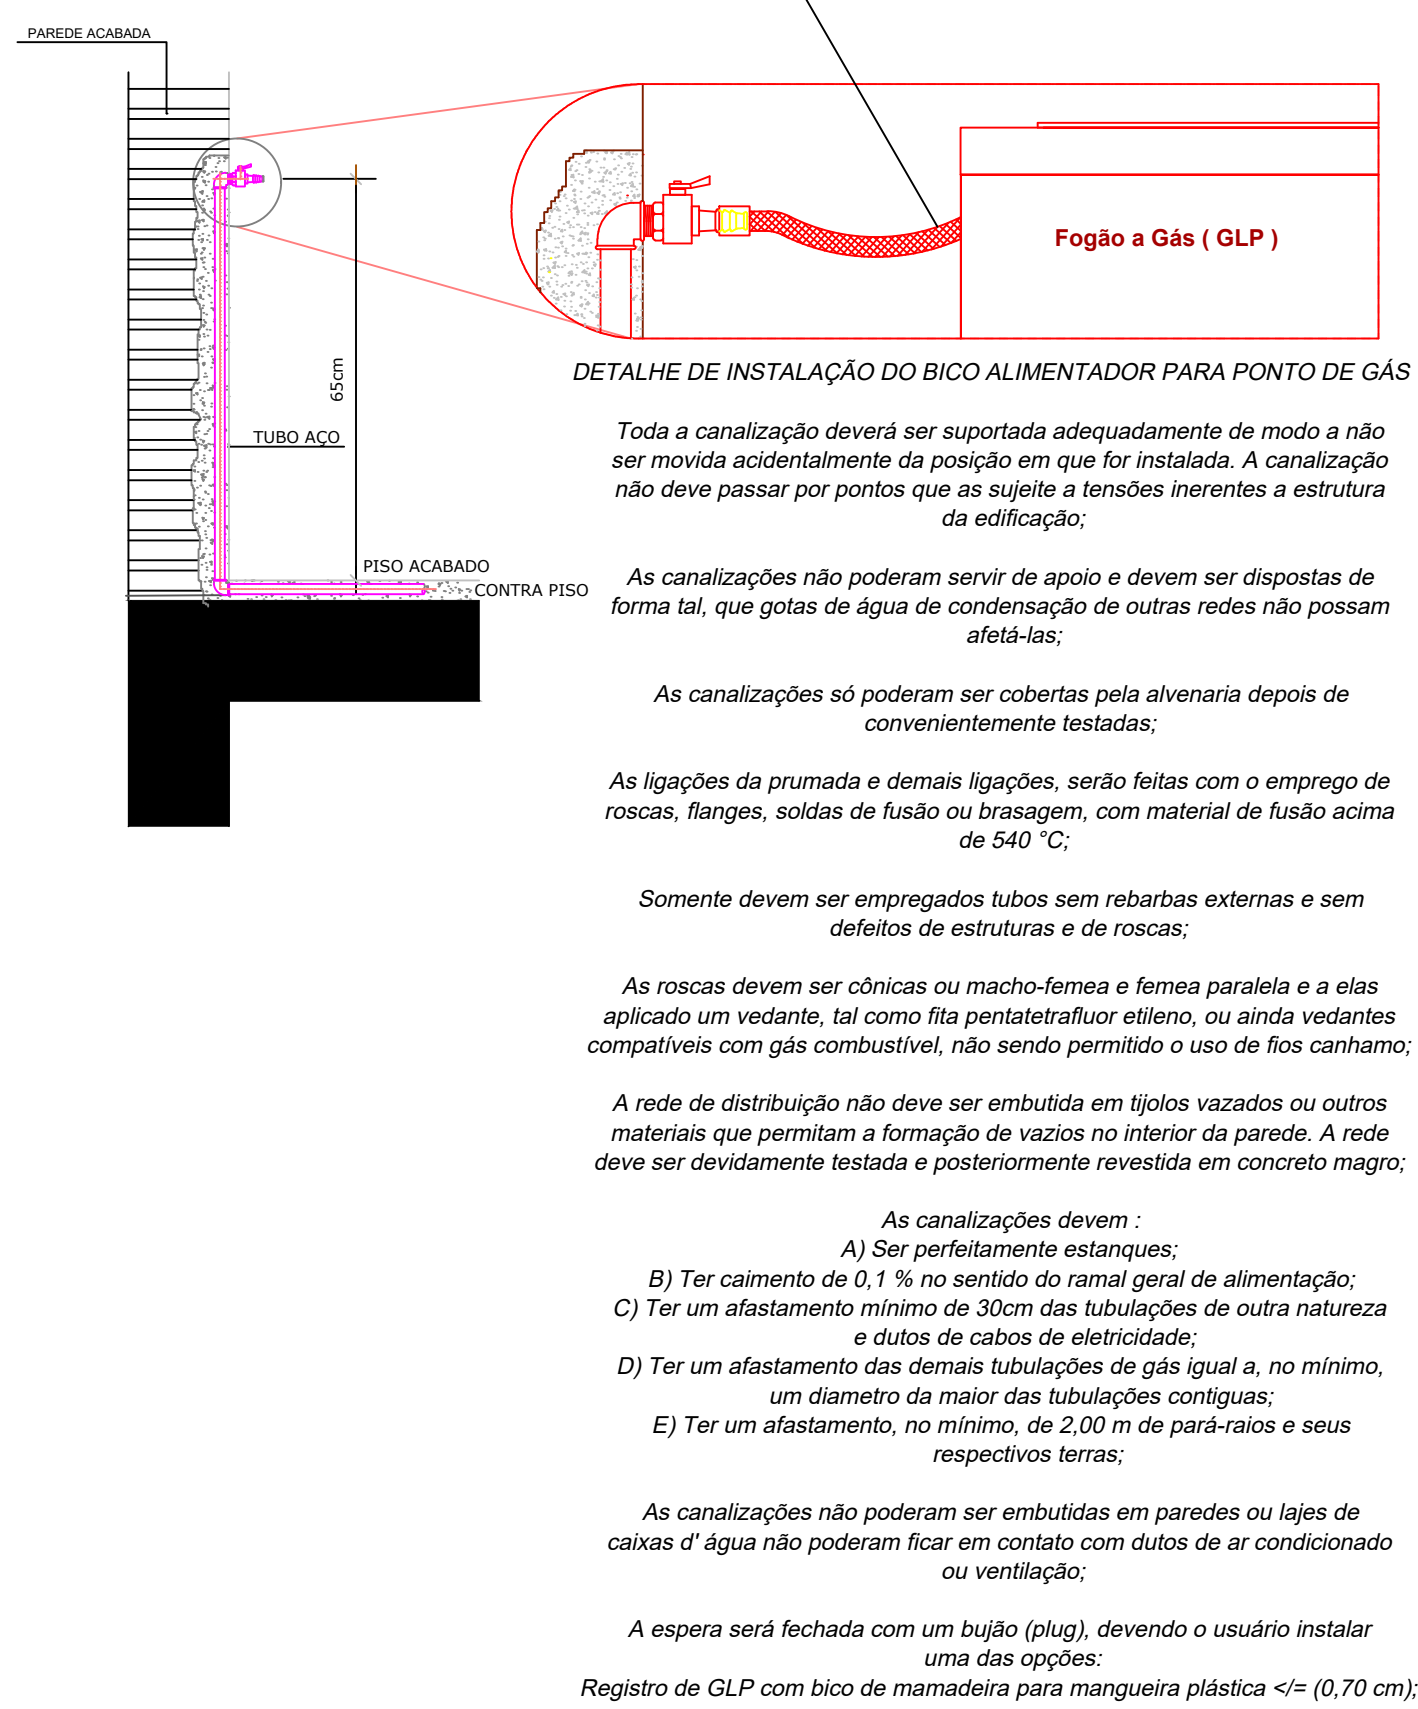 PAREDE ACABADA
Fogão a Gás ( GLP )
65cm
TUBO AÇO
PISO ACABADO
CONTRA PISO
DETALHE DE INSTALAÇÃO DO BICO ALIMENTADOR PARA PONTO DE GÁS
Toda a canalização deverá ser suportada adequadamente de modo a não
ser movida acidentalmente da posição em que for instalada. A canalização
não deve passar por pontos que as sujeite a tensões inerentes a estrutura
da edificação;
As canalizações não poderam servir de apoio e devem ser dispostas de
forma tal, que gotas de água de condensação de outras redes não possam
afetá-las;
As canalizações só poderam ser cobertas pela alvenaria depois de
convenientemente testadas;
As ligações da prumada e demais ligações, serão feitas com o emprego de
roscas, flanges, soldas de fusão ou brasagem, com material de fusão acima
de 540 °C;
Somente devem ser empregados tubos sem rebarbas externas e sem
defeitos de estruturas e de roscas;
As roscas devem ser cônicas ou macho-femea e femea paralela e a elas
aplicado um vedante, tal como fita pentatetrafluor etileno, ou ainda vedantes
compatíveis com gás combustível, não sendo permitido o uso de fios canhamo;
A rede de distribuição não deve ser embutida em tijolos vazados ou outros
materiais que permitam a formação de vazios no interior da parede. A rede
deve ser devidamente testada e posteriormente revestida em concreto magro;
As canalizações devem :
A) Ser perfeitamente estanques;
B) Ter caimento de 0,1 % no sentido do ramal geral de alimentação;
C) Ter um afastamento mínimo de 30cm das tubulações de outra natureza
e dutos de cabos de eletricidade;
D) Ter um afastamento das demais tubulações de gás igual a, no mínimo,
um diametro da maior das tubulações contiguas;
E) Ter um afastamento, no mínimo, de 2,00 m de pará-raios e seus
respectivos terras;
As canalizações não poderam ser embutidas em paredes ou lajes de
caixas d' água não poderam ficar em contato com dutos de ar condicionado
ou ventilação;
A espera será fechada com um bujão (plug), devendo o usuário instalar
uma das opções:
Registro de GLP com bico de mamadeira para mangueira plástica </= (0,70 cm);